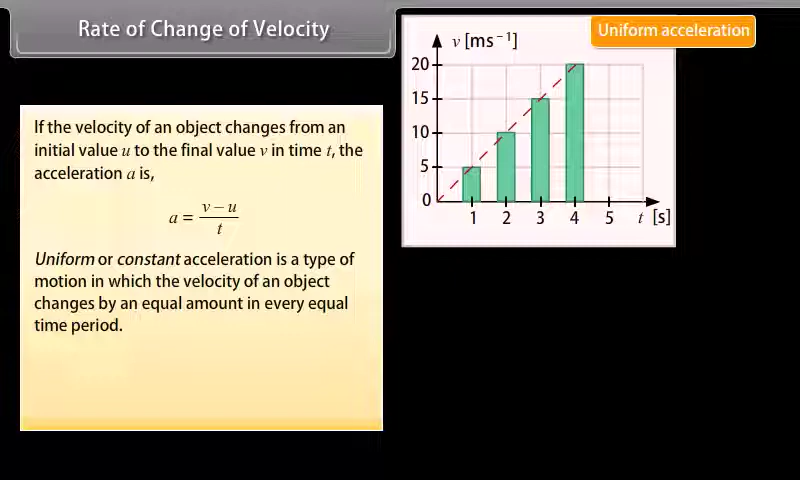 Rate of Change of Velocity
If the velocity of an object changes from an
initial value u to the final value v in time t, the
acceleration a is,
a = v − u / t
Uniform or constant acceleration is a type of
motion in which the velocity of an object
changes by an equal amount in every equal
time period.
Uniform acceleration
v [ms⁻¹]
20
15
10
5
0
1 2 3 4 5 t [s]